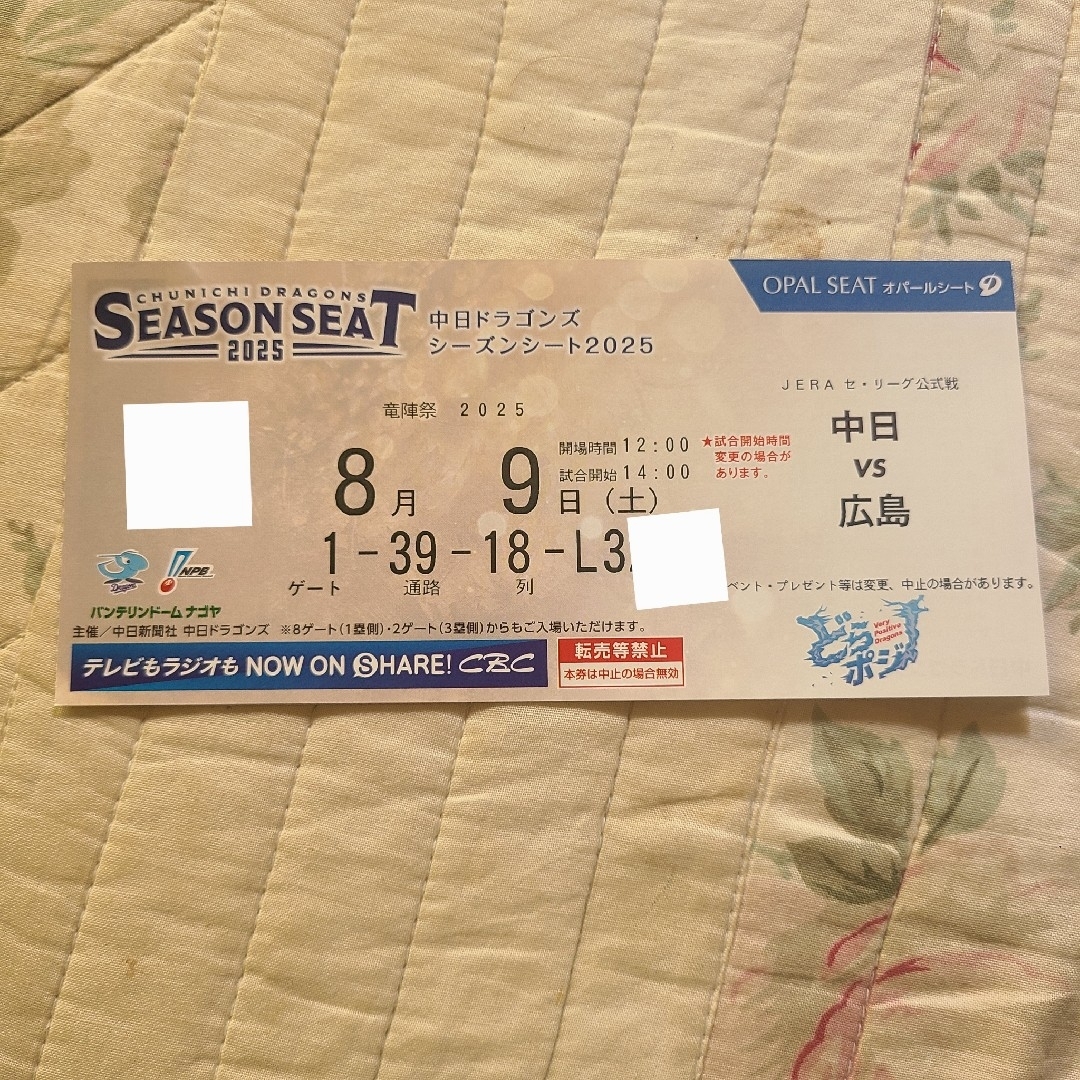 CHUNICHI DRAGONS
SEASON SEAT
2025
中日ドラゴンズ
シーズンシート2025
OPAL SEAT オパールシート
JERA セ・リーグ公式戦
中日
vs
広島
竜陣祭 2025
8月 9日(土)
開場時間 12:00
試合開始 14:00
★試合開始時間
変更の場合が
あります。
1-39-18-L3
ゲート 通路 列
Dragons
NPB
バンテリンドーム ナゴヤ
ベント・プレゼント等は変更、中止の場合があります。
主催/中日新聞社 中日ドラゴンズ ※8ゲート(1塁側)・2ゲート(3塁側)からもご入場いただけます。
テレビもラジオも NOW ON SHARE! CBC
転売等禁止
本券は中止の場合無効
どらポジ
Very
Positive
Dragons